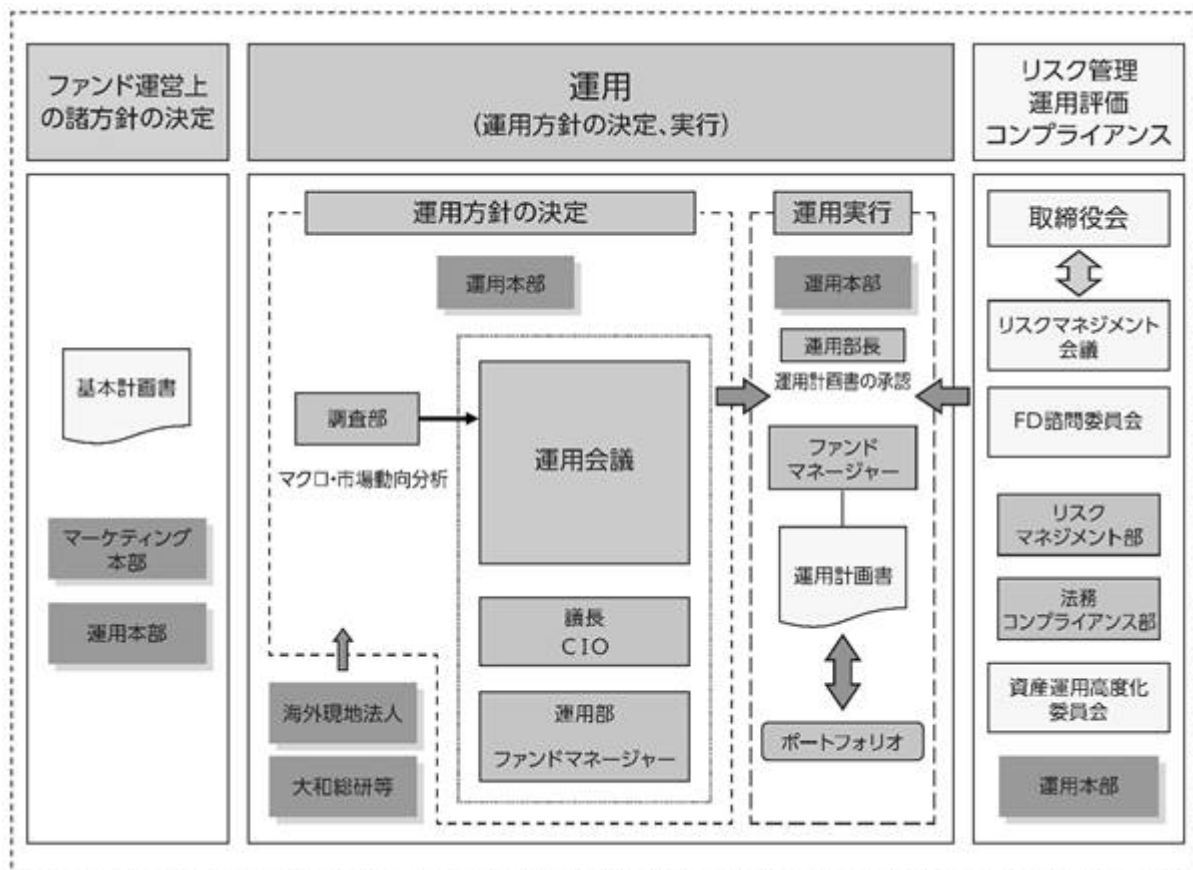 ファンド運営上
の諸方針の決定
運用
(運用方針の決定、実行)
リスク管理
運用評価
コンプライアンス
基本計画書
マーケティング
本部
運用本部
運用方針の決定
運用本部
調査部
マクロ・市場動向分析
運用会議
議長
CIO
運用部
ファンドマネージャー
海外現地法人
大和総研等
運用実行
運用本部
運用部長
運用計画書の承認
ファンド
マネージャー
運用計画書
ポートフォリオ
取締役会
リスクマネジメント
会議
FD諮問委員会
リスク
マネジメント部
法務
コンプライアンス部
資産運用高度化
委員会
運用本部